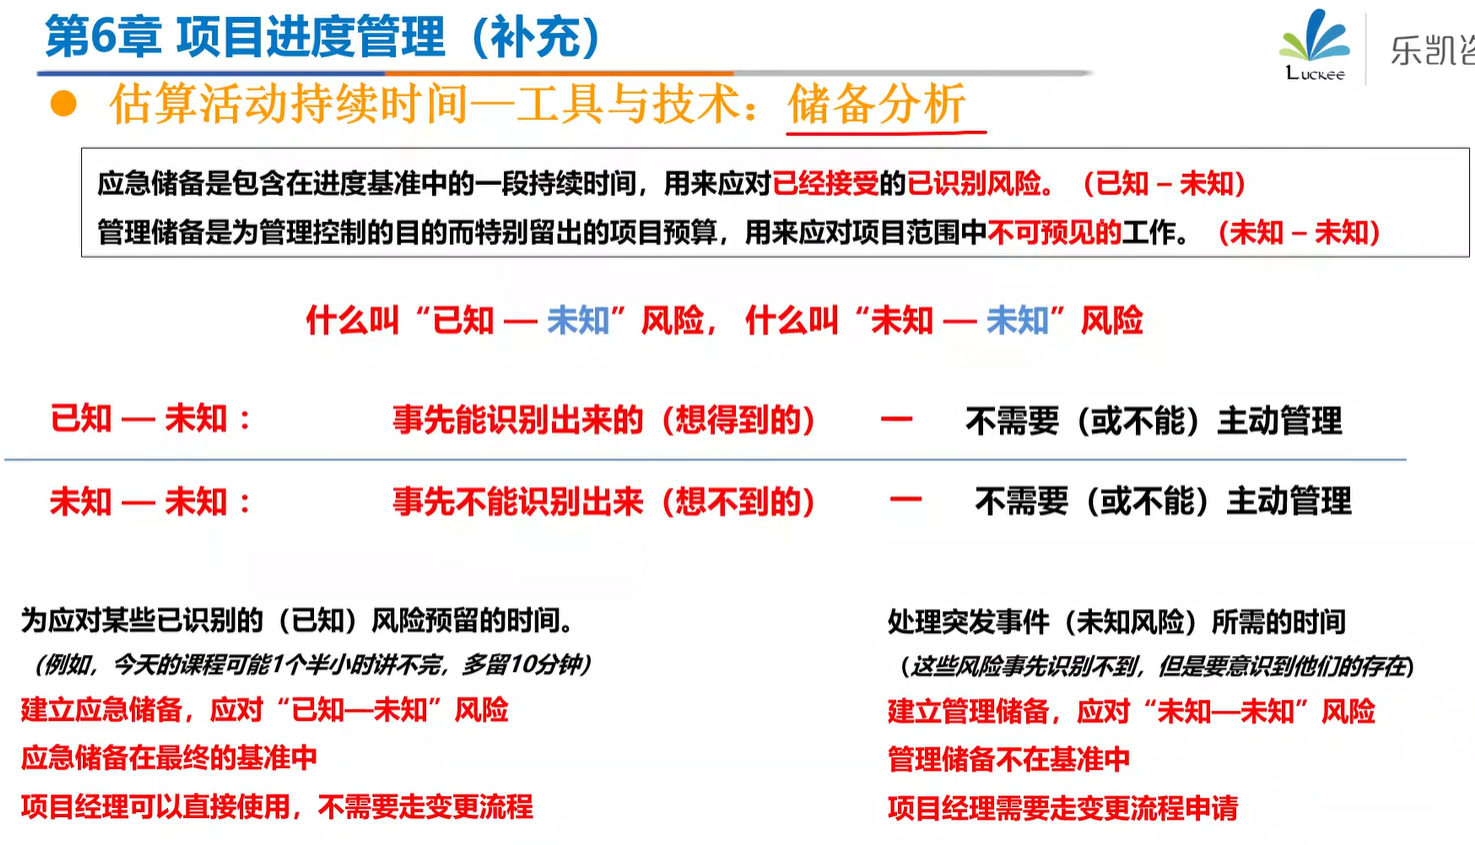 第6章 项目进度管理（补充）
Luckee
乐凯
● 估算活动持续时间—工具与技术：储备分析
应急储备是包含在进度基准中的一段持续时间，用来应对已经接受的已识别风险。（已知 – 未知）
管理储备是为管理控制的目的而特别留出的项目预算，用来应对项目范围中不可预见的工作。（未知 – 未知）
什么叫“已知 — 未知”风险， 什么叫“未知 — 未知”风险
已知 — 未知： 事先能识别出来的（想得到的） — 不需要（或不能）主动管理
未知 — 未知： 事先不能识别出来（想不到的） — 不需要（或不能）主动管理
为应对某些已识别的（已知）风险预留的时间。
（例如，今天的课程可能1个半小时讲不完，多留10分钟）
建立应急储备，应对“已知—未知”风险
应急储备在最终的基准中
项目经理可以直接使用，不需要走变更流程
处理突发事件（未知风险）所需的时间
（这些风险事先识别不到，但是要意识到他们的存在）
建立管理储备，应对“未知—未知”风险
管理储备不在基准中
项目经理需要走变更流程申请